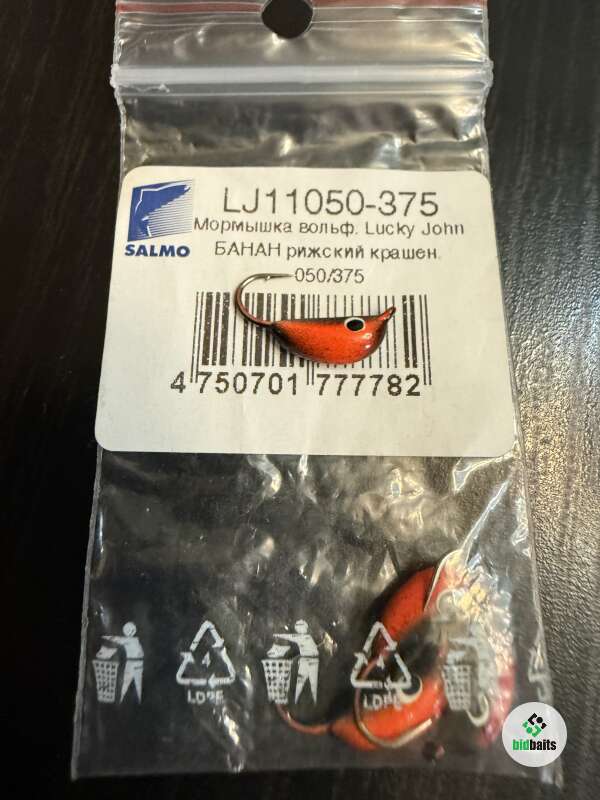 LJ11050-375
SALMO
Мормышка вольф. Lucky John
БАНАН рижский крашен.
050/375
4 750701 777782
4
LDPE
4
LDPE
bidbaits